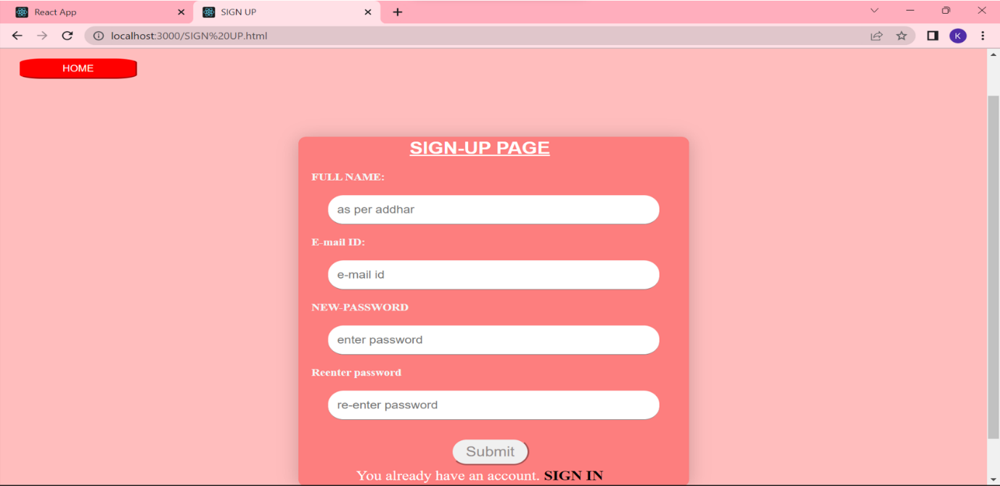 React App
SIGN UP
localhost:3000/SIGN%20UP.html
K
HOME
SIGN-UP PAGE
FULL NAME:
as per addhar
E-mail ID:
e-mail id
NEW-PASSWORD
enter password
Reenter password
re-enter password
Submit
You already have an account. SIGN IN